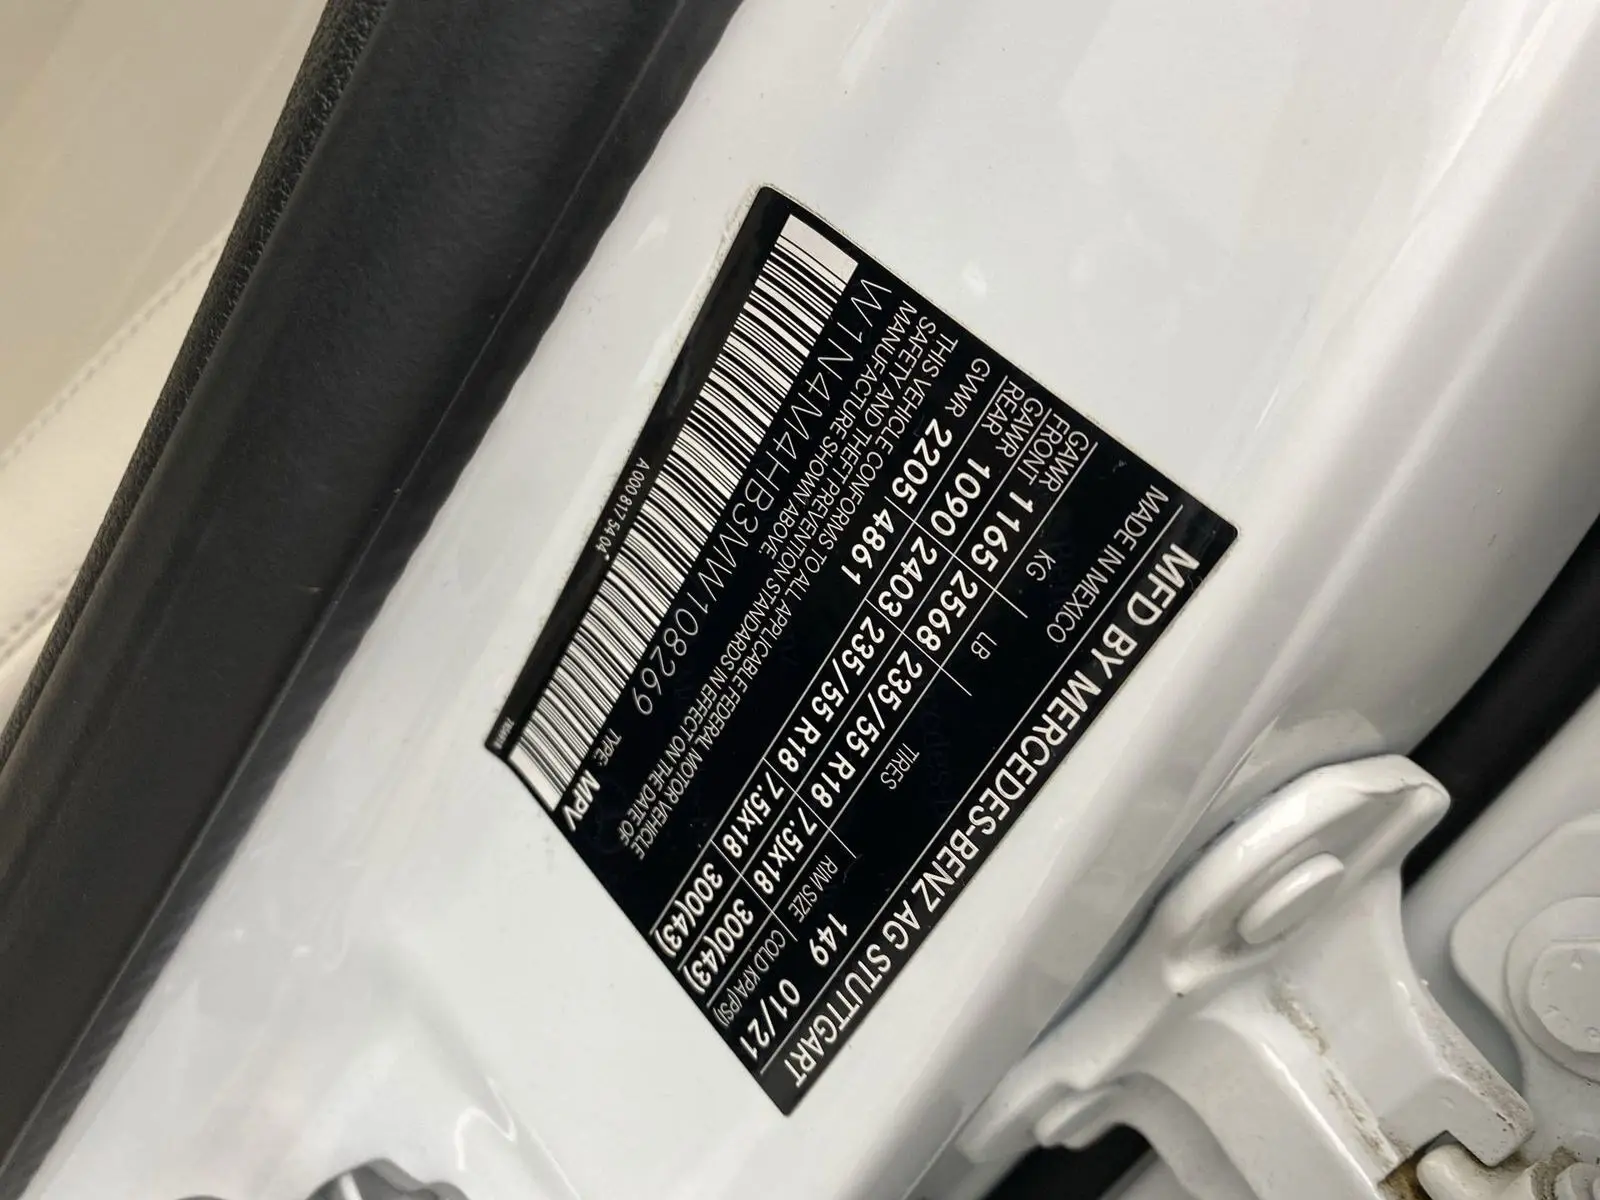 MFD BY MERCEDES-BENZ AG STUTTGART
MADE IN MEXICO 149 01/21
KG LB TIRES RIM SIZE COLD KPA(PSI)
GAWR FRONT 1165 2568 235/55 R18 7.5Jx18 300(43)
GAWR REAR 1090 2403 235/55 R18 7.5Jx18 300(43)
GVWR 2205 4861
THIS VEHICLE CONFORMS TO ALL APPLICABLE FEDERAL MOTOR VEHICLE
SAFETY AND THEFT PREVENTION STANDARDS IN EFFECT ON THE DATE OF
MANUFACTURE SHOWN ABOVE.
W1N4M4HB3MW108269 TYPE: MPV
A 000 817 54 04